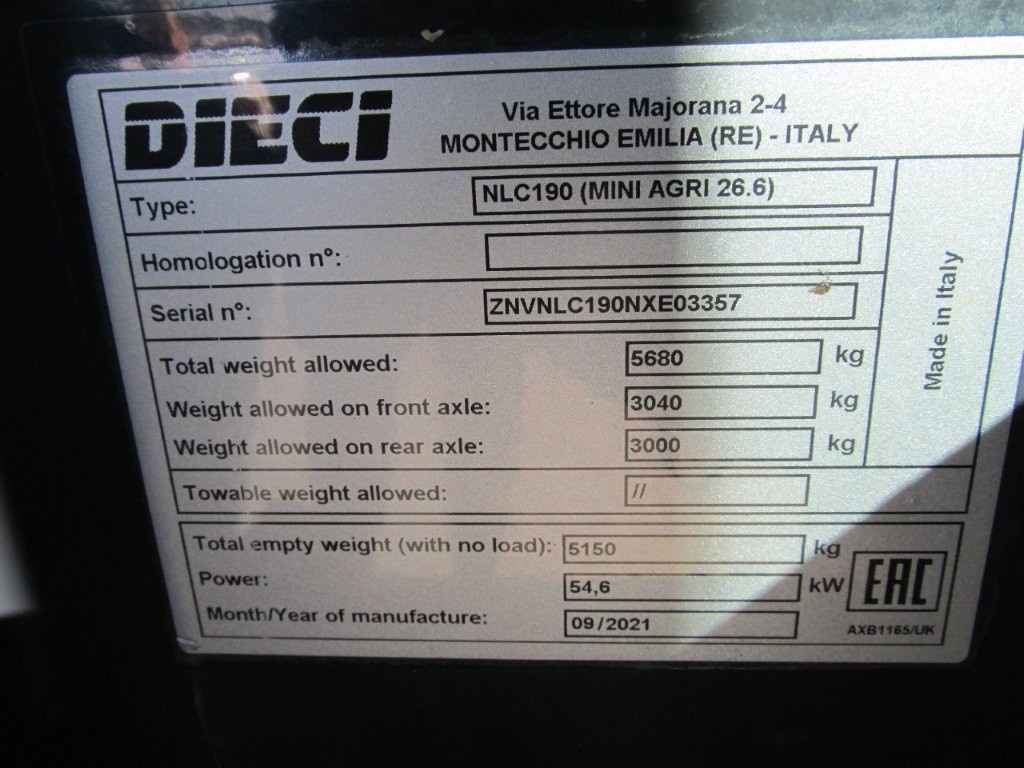 DIECI
Via Ettore Majorana 2-4
MONTECCHIO EMILIA (RE) - ITALY
Type: NLC190 (MINI AGRI 26.6)
Homologation n°:
Serial n°: ZNVNLC190NXE03357
Total weight allowed: 5680 kg
Weight allowed on front axle: 3040 kg
Weight allowed on rear axle: 3000 kg
Made in Italy
Towable weight allowed: //
Total empty weight (with no load): 5150 kg
Power: 54,6 kW
Month/Year of manufacture: 09/2021
EAC
AXB1165/UK